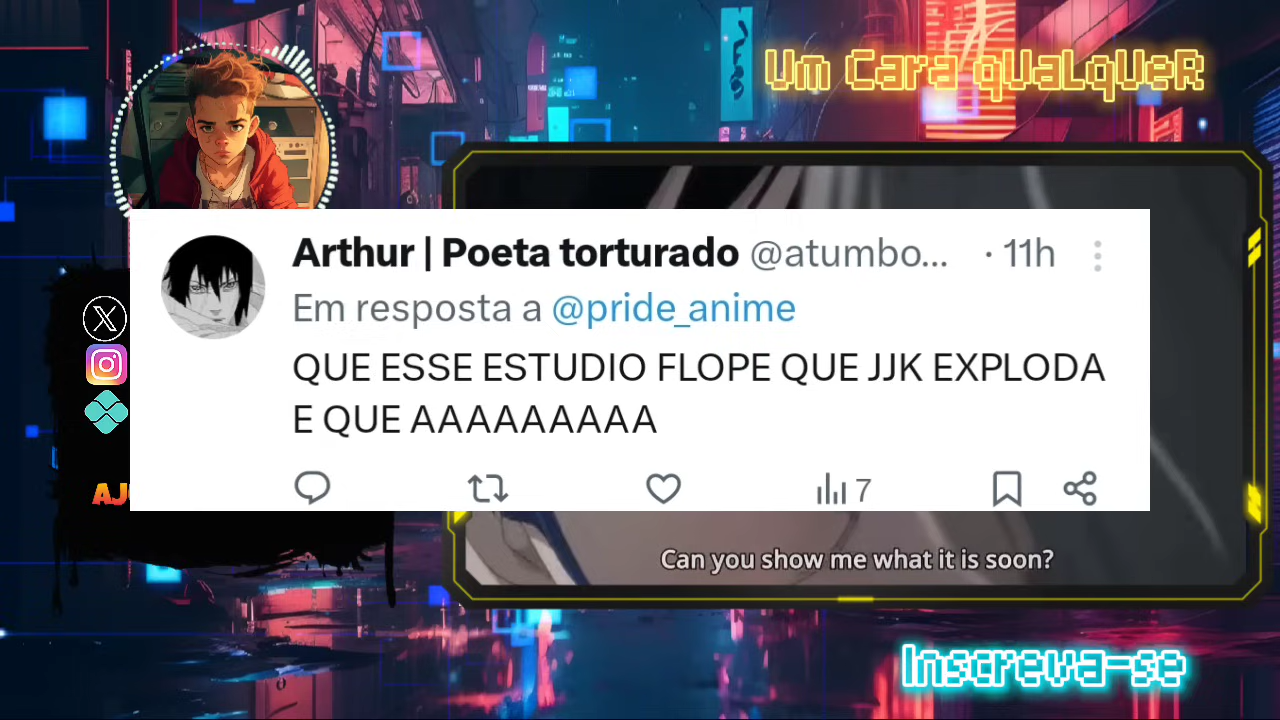 Um Cara qUaLqUeR
Arthur | Poeta torturado @atumbo... · 11h
Em resposta a @pride_anime
QUE ESSE ESTUDIO FLOPE QUE JJK EXPLODA
E QUE AAAAAAAAA
7
Can you show me what it is soon?
Inscreva-se